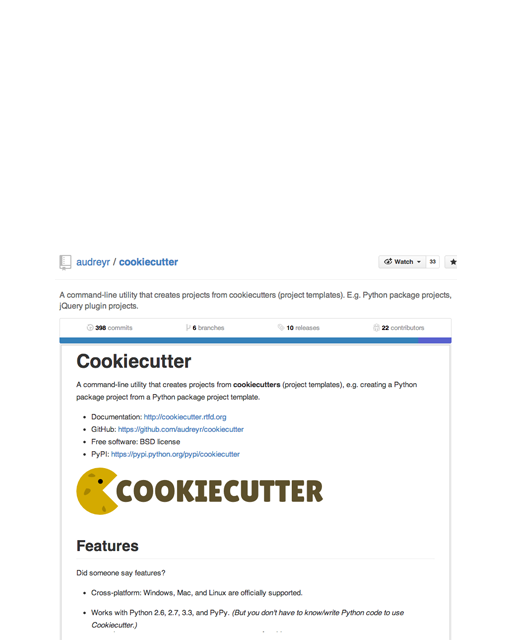 audreyr / cookiecutter
Watch 33
A command-line utility that creates projects from cookiecutters (project templates). E.g. Python package projects,
jQuery plugin projects.
398 commits 6 branches 10 releases 22 contributors
Cookiecutter
A command-line utility that creates projects from cookiecutters (project templates), e.g. creating a Python
package project from a Python package project template.
• Documentation: http://cookiecutter.rtfd.org
• GitHub: https://github.com/audreyr/cookiecutter
• Free software: BSD license
• PyPI: https://pypi.python.org/pypi/cookiecutter
COOKIECUTTER
Features
Did someone say features?
• Cross-platform: Windows, Mac, and Linux are officially supported.
• Works with Python 2.6, 2.7, 3.3, and PyPy. (But you don't have to know/write Python code to use
Cookiecutter.)